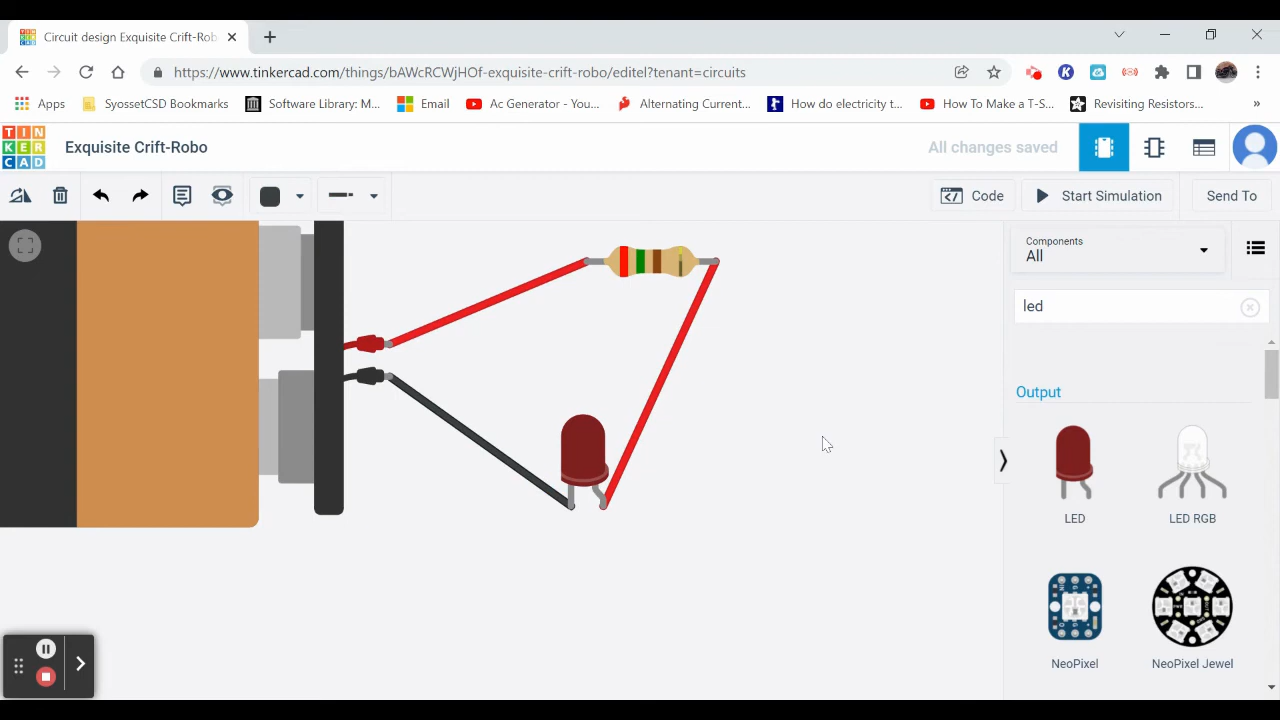 Circuit design Exquisite Crift-Rob
https://www.tinkercad.com/things/bAWcRCWjHOf-exquisite-crift-robo/editel?tenant=circuits
Apps SyossetCSD Bookmarks Software Library: M... Email Ac Generator - You... Alternating Current... How do electricity t... How To Make a T-S... Revisiting Resistors... »
TIN
KER
CAD
Exquisite Crift-Robo
All changes saved
Code Start Simulation Send To
Components
All
led
Output
LED LED RGB
NeoPixel NeoPixel Jewel